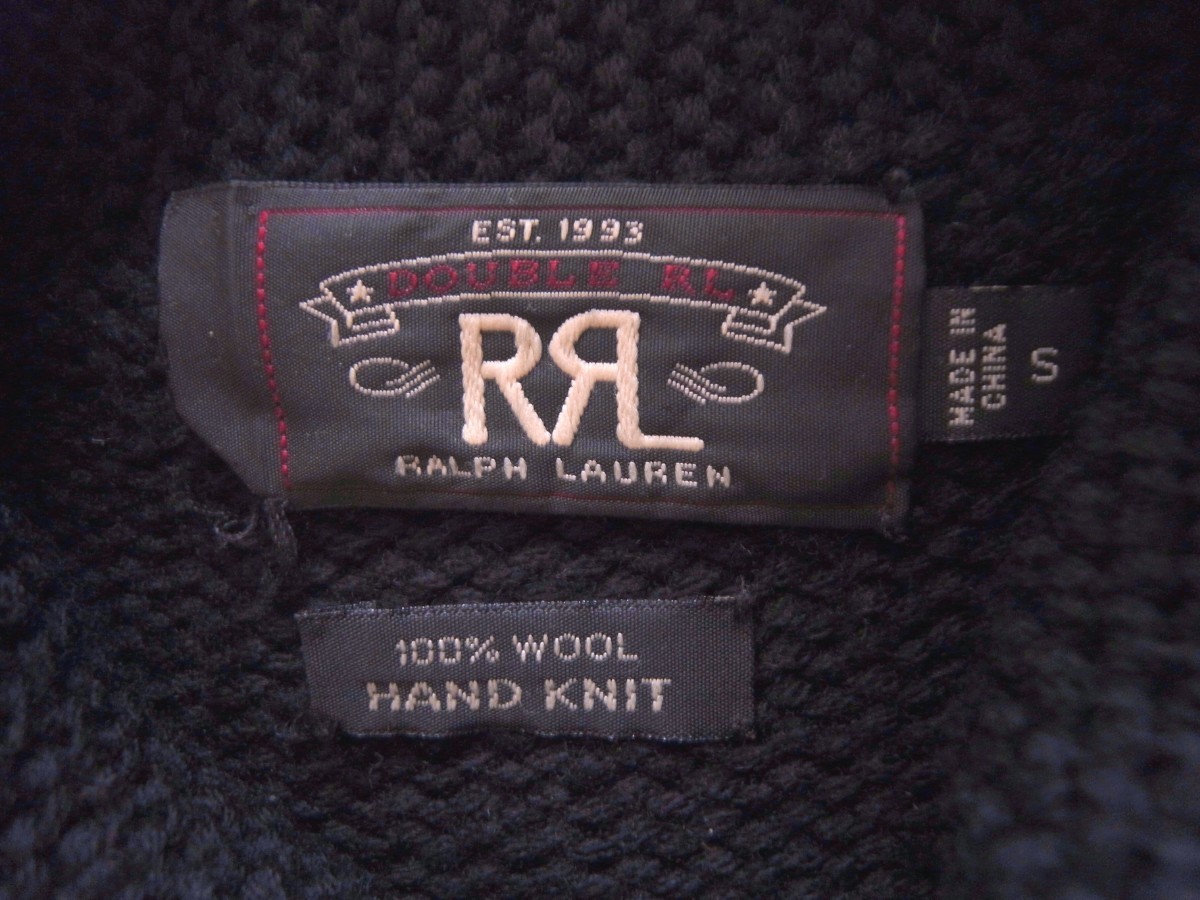 EST. 1993
DOUBLE RL
RRL
RALPH LAUREN
MADE IN
CHINA
S
100% WOOL
HAND KNIT